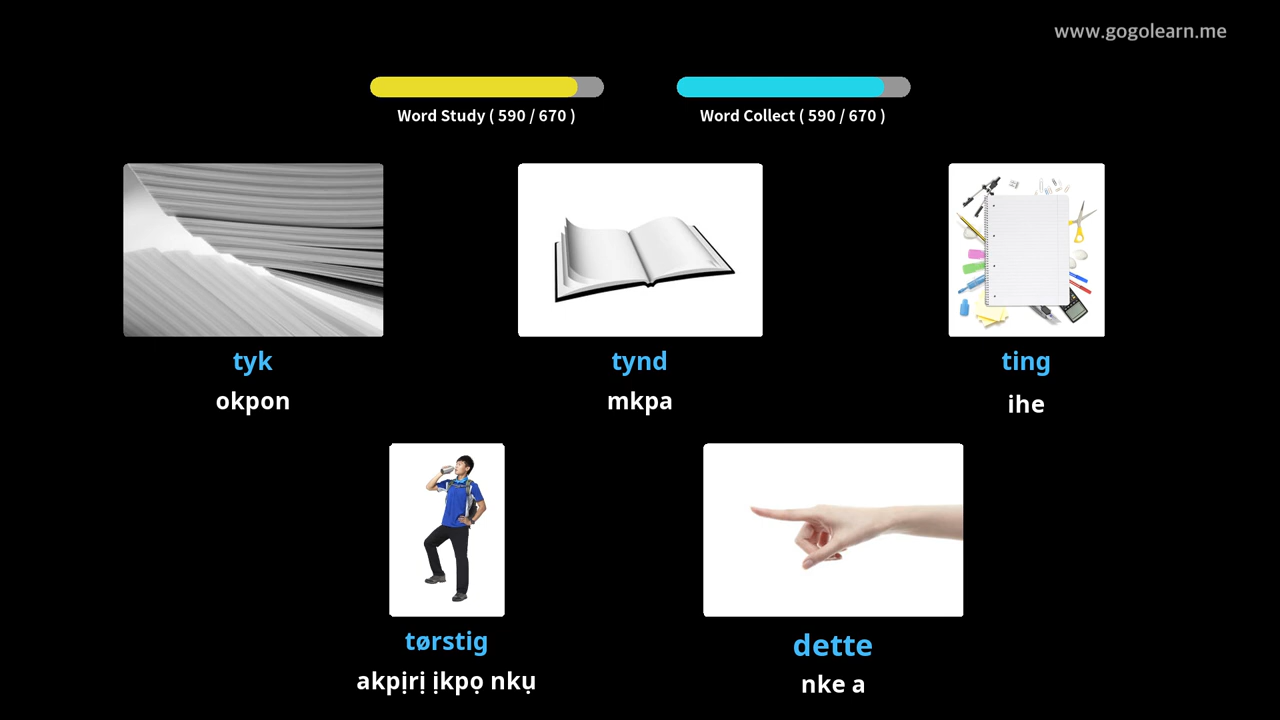 www.gogolearn.me
Word Study ( 590 / 670 )
Word Collect ( 590 / 670 )
tyk
okpon
tynd
mkpa
ting
ihe
tørstig
akpịrị ịkpọ nkụ
dette
nke a